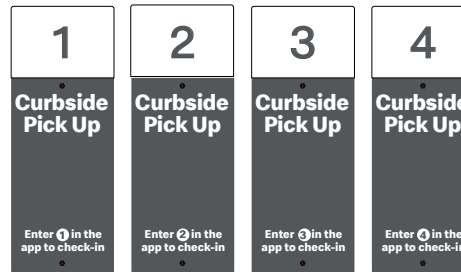 1
Curbside
Pick Up
Enter 1 in the
app to check-in
2
Curbside
Pick Up
Enter 2 in the
app to check-in
3
Curbside
Pick Up
Enter 3 in the
app to check-in
4
Curbside
Pick Up
Enter 4 in the
app to check-in